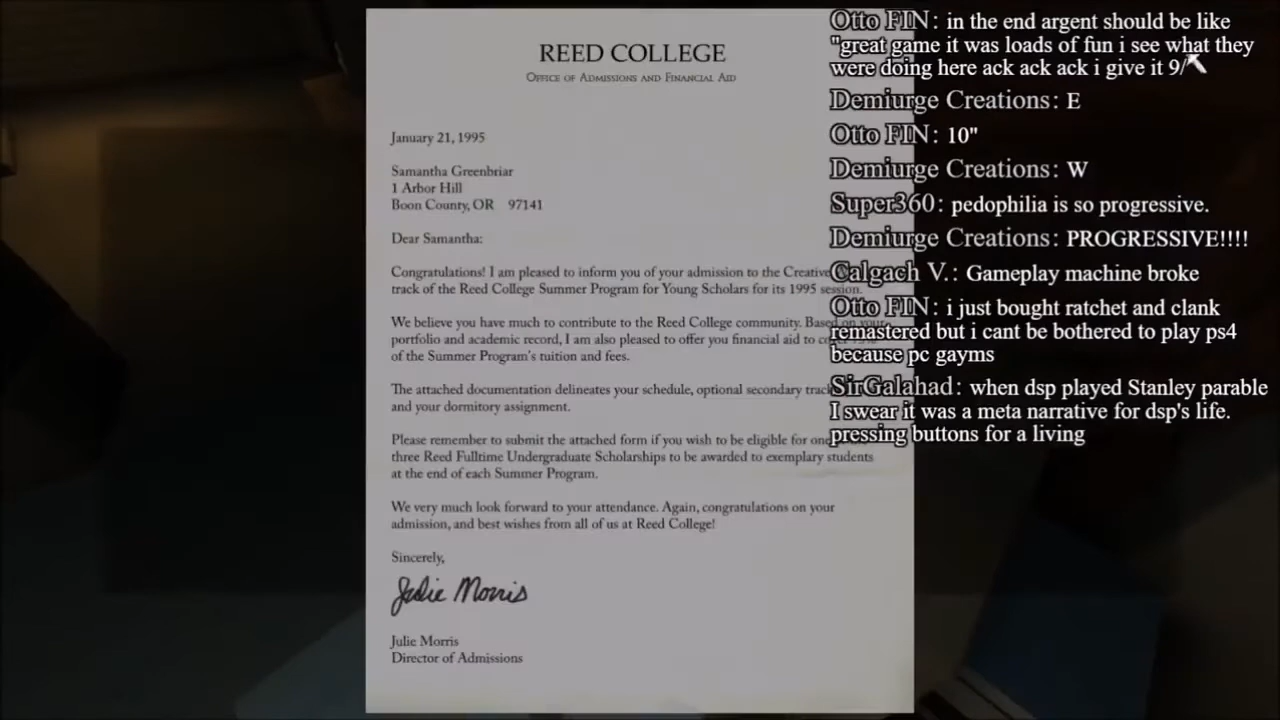 REED COLLEGE
Office of Admissions and Financial Aid
January 21, 1995
Samantha Greenbriar
1 Arbor Hill
Boon County, OR 97141
Dear Samantha:
Congratulations! I am pleased to inform you of your admission to the Creative
track of the Reed College Summer Program for Young Scholars for its 1995 session.
We believe you have much to contribute to the Reed College community. Based on your
portfolio and academic record, I am also pleased to offer you financial aid to
of the Summer Program's tuition and fees.
The attached documentation delineates your schedule, optional secondary
and your dormitory assignment.
Please remember to submit the attached form if you wish to be eligible for one
three Reed Fulltime Undergraduate Scholarships to be awarded to exemplary students
at the end of each Summer Program.
We very much look forward to your attendance. Again, congratulations on your
admission, and best wishes from all of us at Reed College!
Sincerely,
Julie Morris
Julie Morris
Director of Admissions
Otto FIN: in the end argent should be like
"great game it was loads of fun i see what they
were doing here ack ack ack i give it 9/
Demiurge Creations: E
Otto FIN: 10"
Demiurge Creations: W
Super360: pedophilia is so progressive.
Demiurge Creations: PROGRESSIVE!!!!
Calgach V.: Gameplay machine broke
Otto FIN: i just bought ratchet and clank
remastered but i cant be bothered to play ps4
because pc gayms
SirGalahad: when dsp played Stanley parable
I swear it was a meta narrative for dsp's life.
pressing buttons for a living